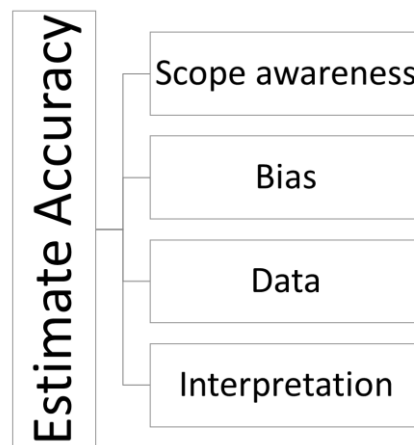 Estimate Accuracy
Scope awareness
Bias
Data
Interpretation